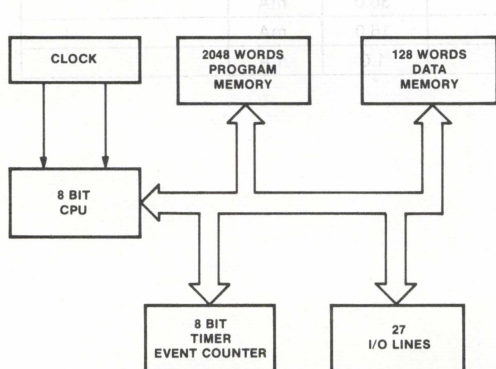 CLOCK
2048 WORDS
PROGRAM
MEMORY
128 WORDS
DATA
MEMORY
8 BIT
CPU
8 BIT
TIMER
EVENT COUNTER
27
I/O LINES